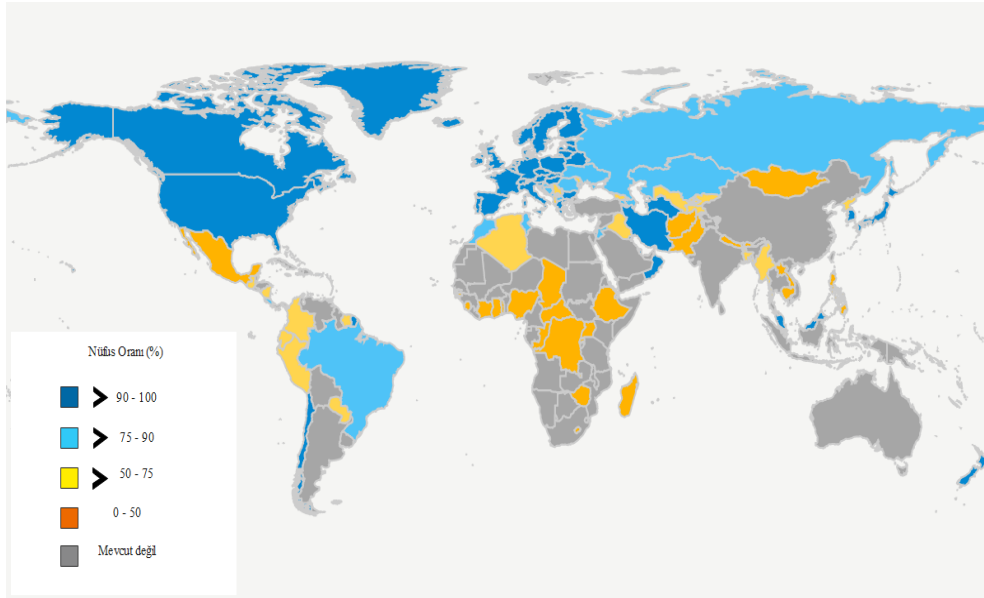 Nüfus Oranı (%)
> 90 - 100
> 75 - 90
> 50 - 75
0 - 50
Mevcut değil